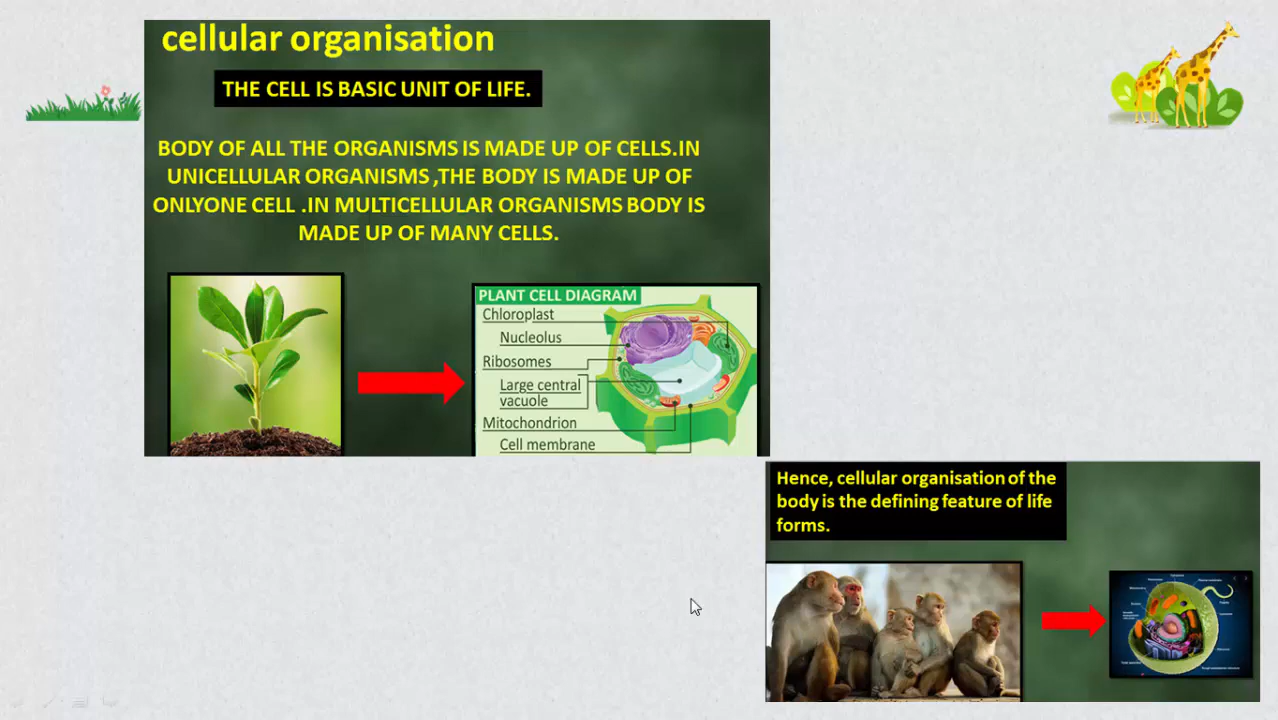 cellular organisation
THE CELL IS BASIC UNIT OF LIFE.
BODY OF ALL THE ORGANISMS IS MADE UP OF CELLS.IN
UNICELLULAR ORGANISMS ,THE BODY IS MADE UP OF
ONLYONE CELL .IN MULTICELLULAR ORGANISMS BODY IS
MADE UP OF MANY CELLS.
PLANT CELL DIAGRAM
Chloroplast
Nucleolus
Ribosomes
Large central
vacuole
Mitochondrion
Cell membrane
Hence, cellular organisation of the
body is the defining feature of life
forms.